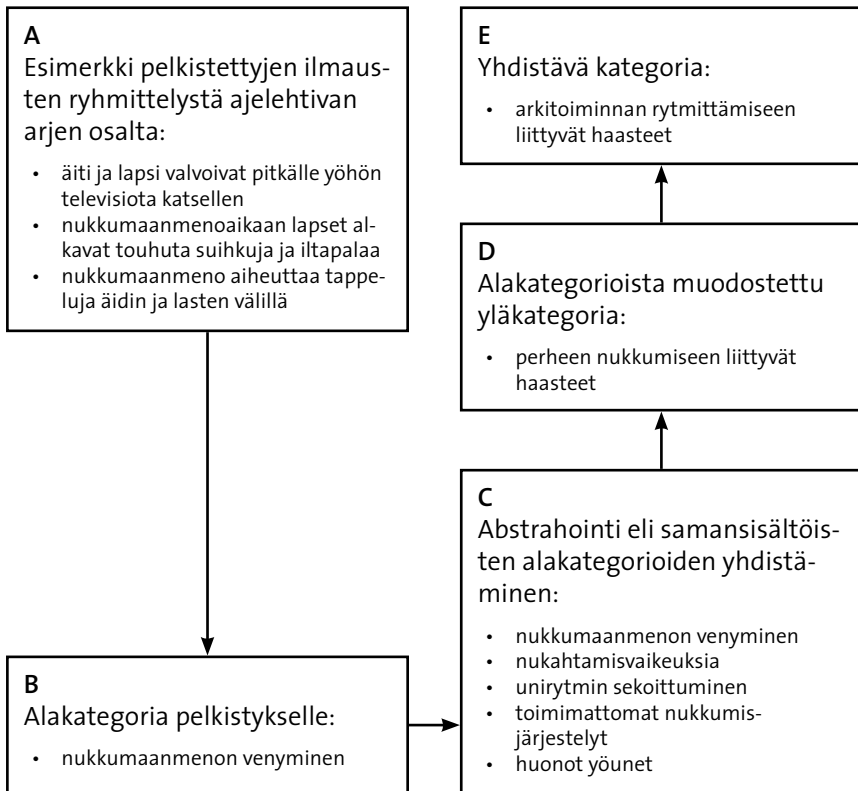 A
Esimerkki pelkistettyjen ilmaus-
ten ryhmittelystä ajelehtivan
arjen osalta:
• äiti ja lapsi valvoivat pitkälle yöhön
televisiota katsellen
• nukkumaanmenoaikaan lapset al-
kavat touhuta suihkuja ja iltapalaa
• nukkumaanmeno aiheuttaa tappe-
luja äidin ja lasten välillä
B
Alakategoria pelkistykselle:
• nukkumaanmenon venyminen
C
Abstrahointi eli samansisältöis-
ten alakategorioiden yhdistä-
minen:
• nukkumaanmenon venyminen
• nukahtamisvaikeuksia
• unirytmin sekoittuminen
• toimimattomat nukkumis-
järjestelyt
• huonot yöunet
D
Alakategorioista muodostettu
yläkategoria:
• perheen nukkumiseen liittyvät
haasteet
E
Yhdistävä kategoria:
• arkitoiminnan rytmittämiseen
liittyvät haasteet